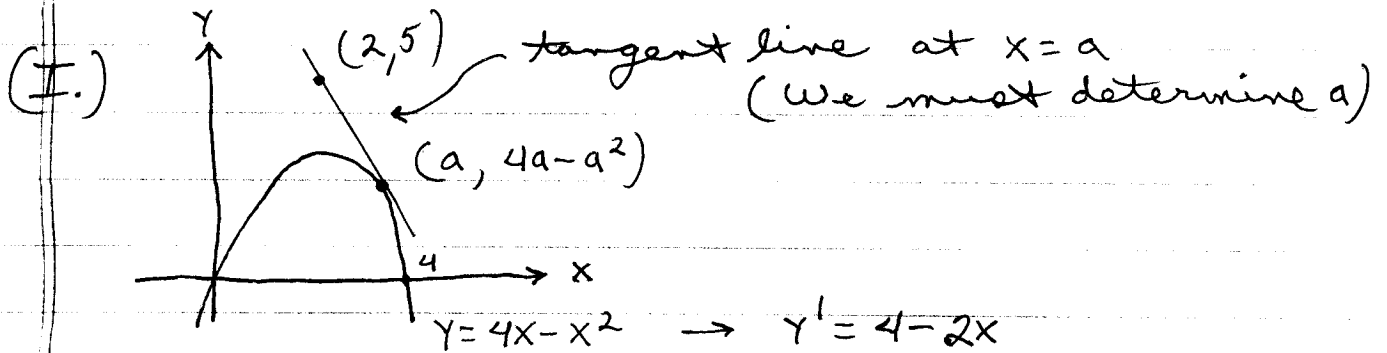 Y
(I.)
(2,5) tangent line at x = a
(We must determine a)
(a, 4a-a²)
4
X
Y = 4x - x² → Y' = 4 - 2x